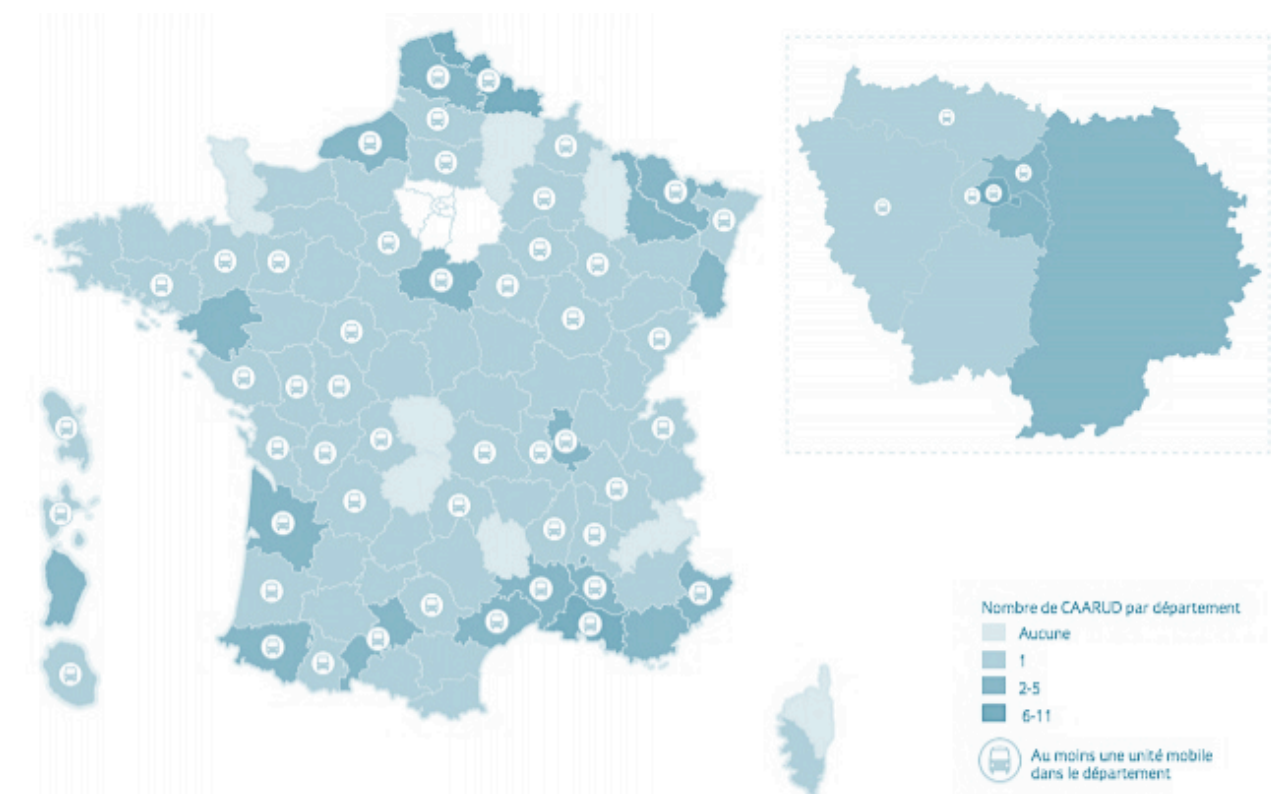 Nombre de CAARUD par département
Aucune
1
2-5
6-11
Au moins une unité mobile
dans le département